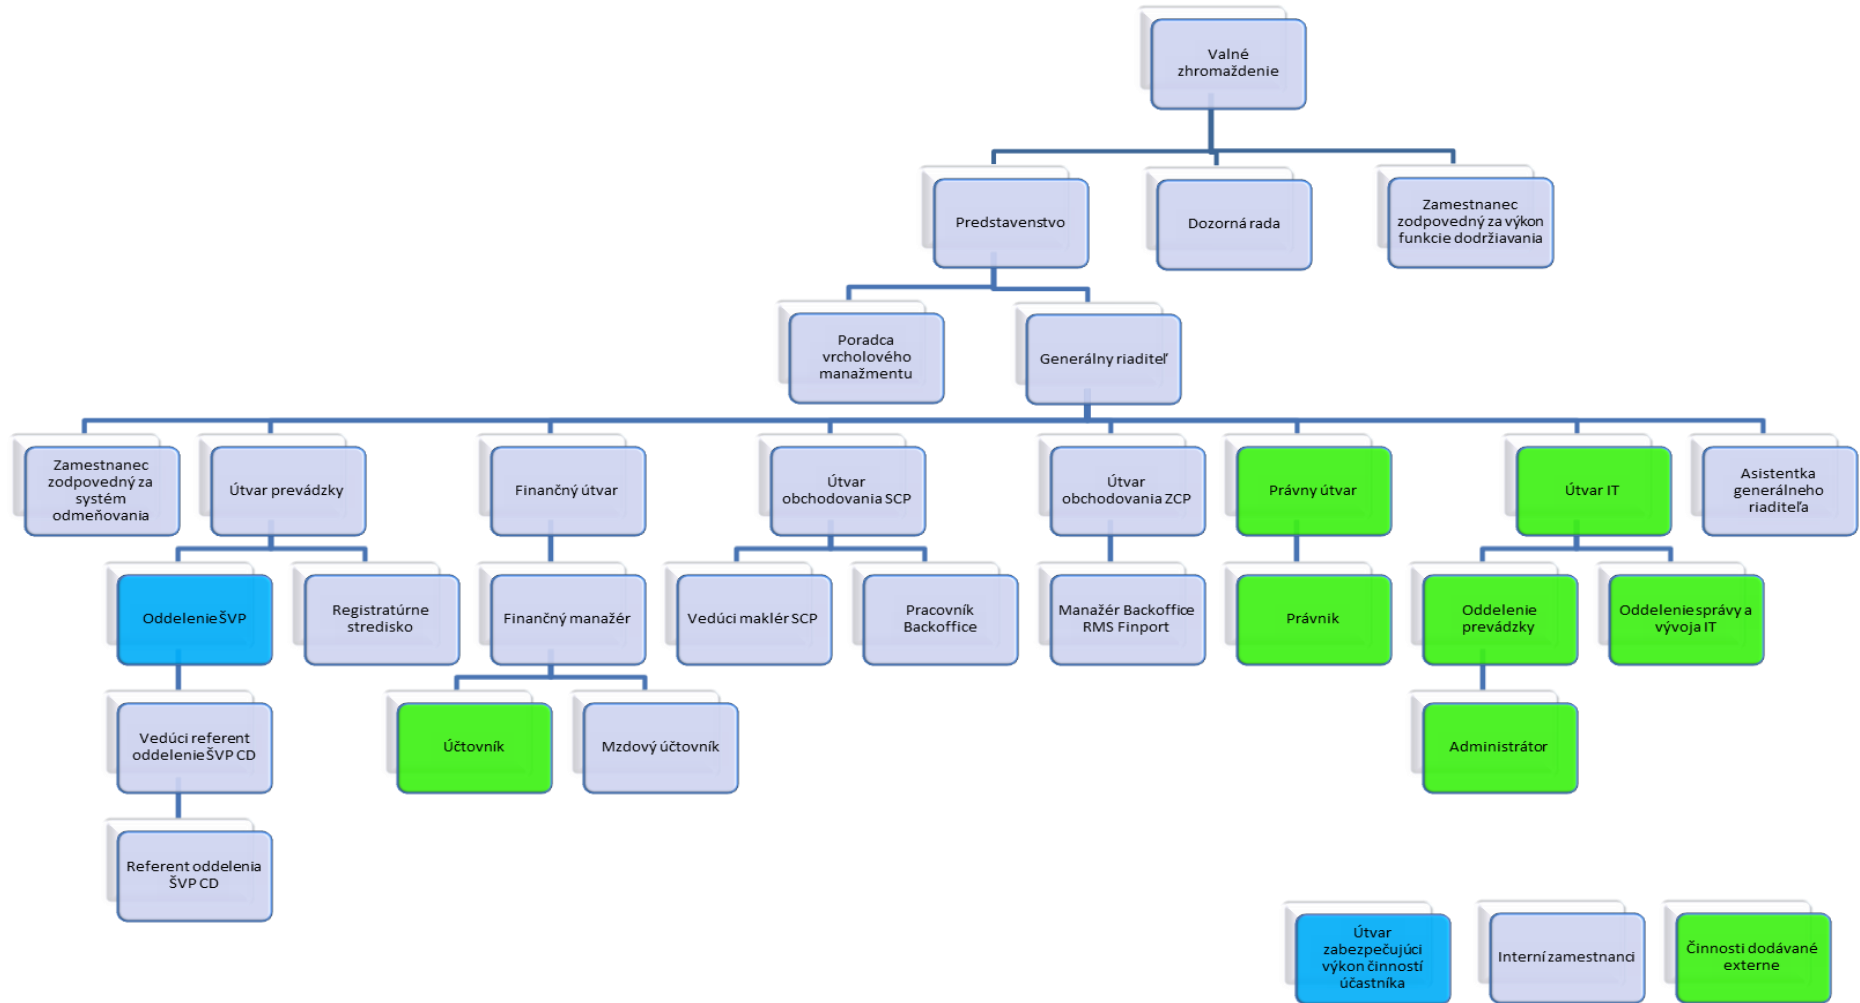 Valné
zhromaždenie
Predstavenstvo
Dozorná rada
Zamestnanec
zodpovedný za výkon
funkcie dodržiavania
Poradca
vrcholového
manažmentu
Generálny riaditeľ
Zamestnanec
zodpovedný za
systém
odmeňovania
Útvar prevádzky
Finančný útvar
Útvar
obchodovania SCP
Útvar
obchodovania ZCP
Právny útvar
Útvar IT
Asistentka
generálneho
riaditeľa
Oddelenie ŠVP
Registratúrne
stredisko
Finančný manažér
Vedúci maklér SCP
Pracovník
Backoffice
Manažér Backoffice
RMS Finport
Právnik
Oddelenie
prevádzky
Oddelenie správy a
vývoja IT
Vedúci referent
oddelenie ŠVP CD
Účtovník
Mzdový účtovník
Administrátor
Referent oddelenia
ŠVP CD
Útvar
zabezpečujúci
výkon činností
účastníka
Interní zamestnanci
Činnosti dodávané
externe